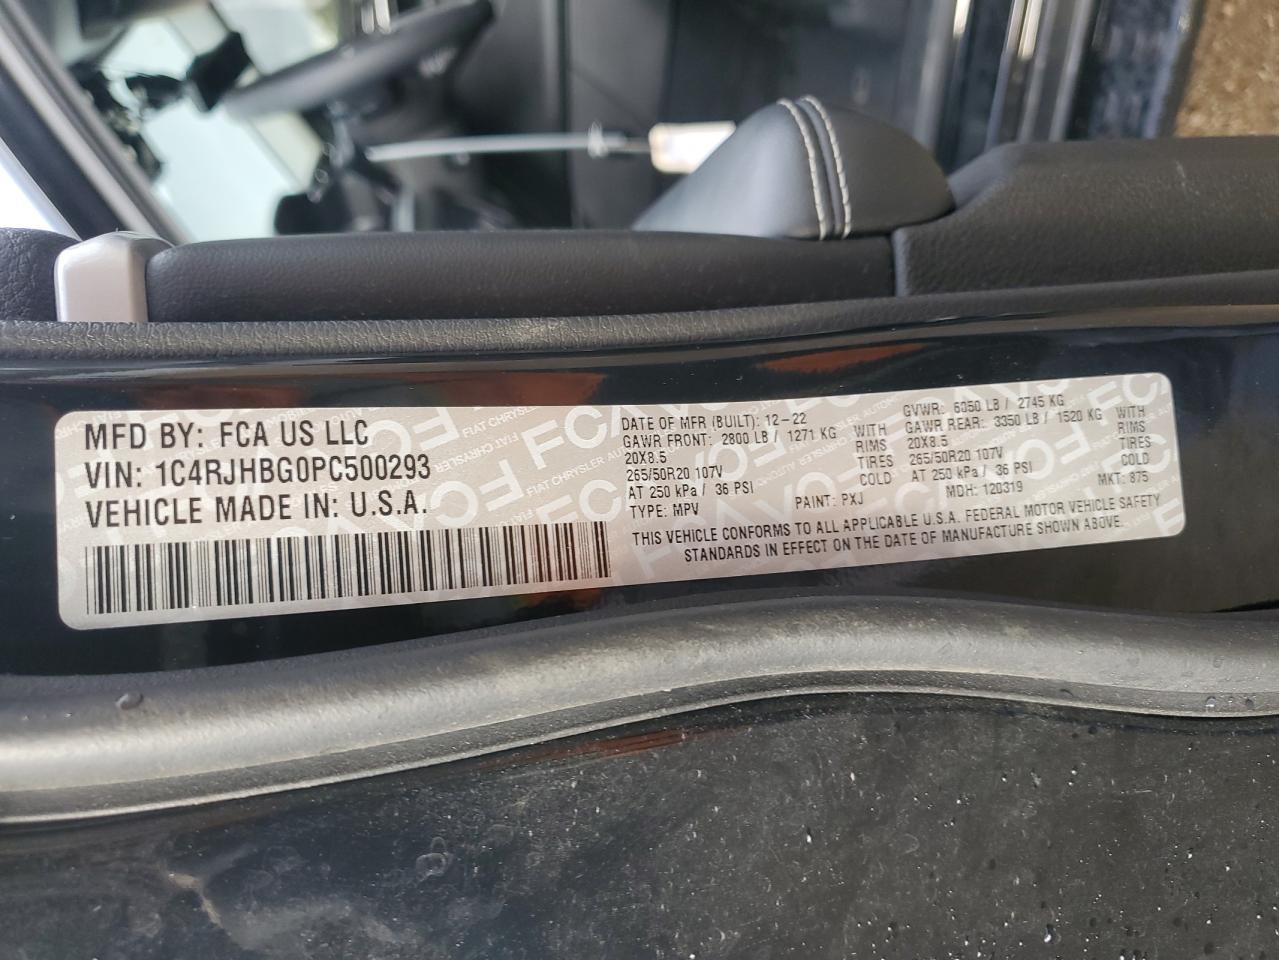 MFD BY: FCA US LLC
VIN: 1C4RJHBG0PC500293
VEHICLE MADE IN: U.S.A.
DATE OF MFR (BUILT): 12-22
GAWR FRONT: 2800 LB / 1271 KG WITH
20X8.5 RIMS
265/50R20 107V TIRES
AT 250 kPa / 36 PSI COLD
TYPE: MPV PAINT: PXJ
GVWR: 6050 LB / 2745 KG
GAWR REAR: 3350 LB / 1520 KG WITH
20X8.5 RIMS
265/50R20 107V TIRES
AT 250 kPa / 36 PSI COLD
MDH: 120319 MKT: 875
THIS VEHICLE CONFORMS TO ALL APPLICABLE U.S.A. FEDERAL MOTOR VEHICLE SAFETY
STANDARDS IN EFFECT ON THE DATE OF MANUFACTURE SHOWN ABOVE.